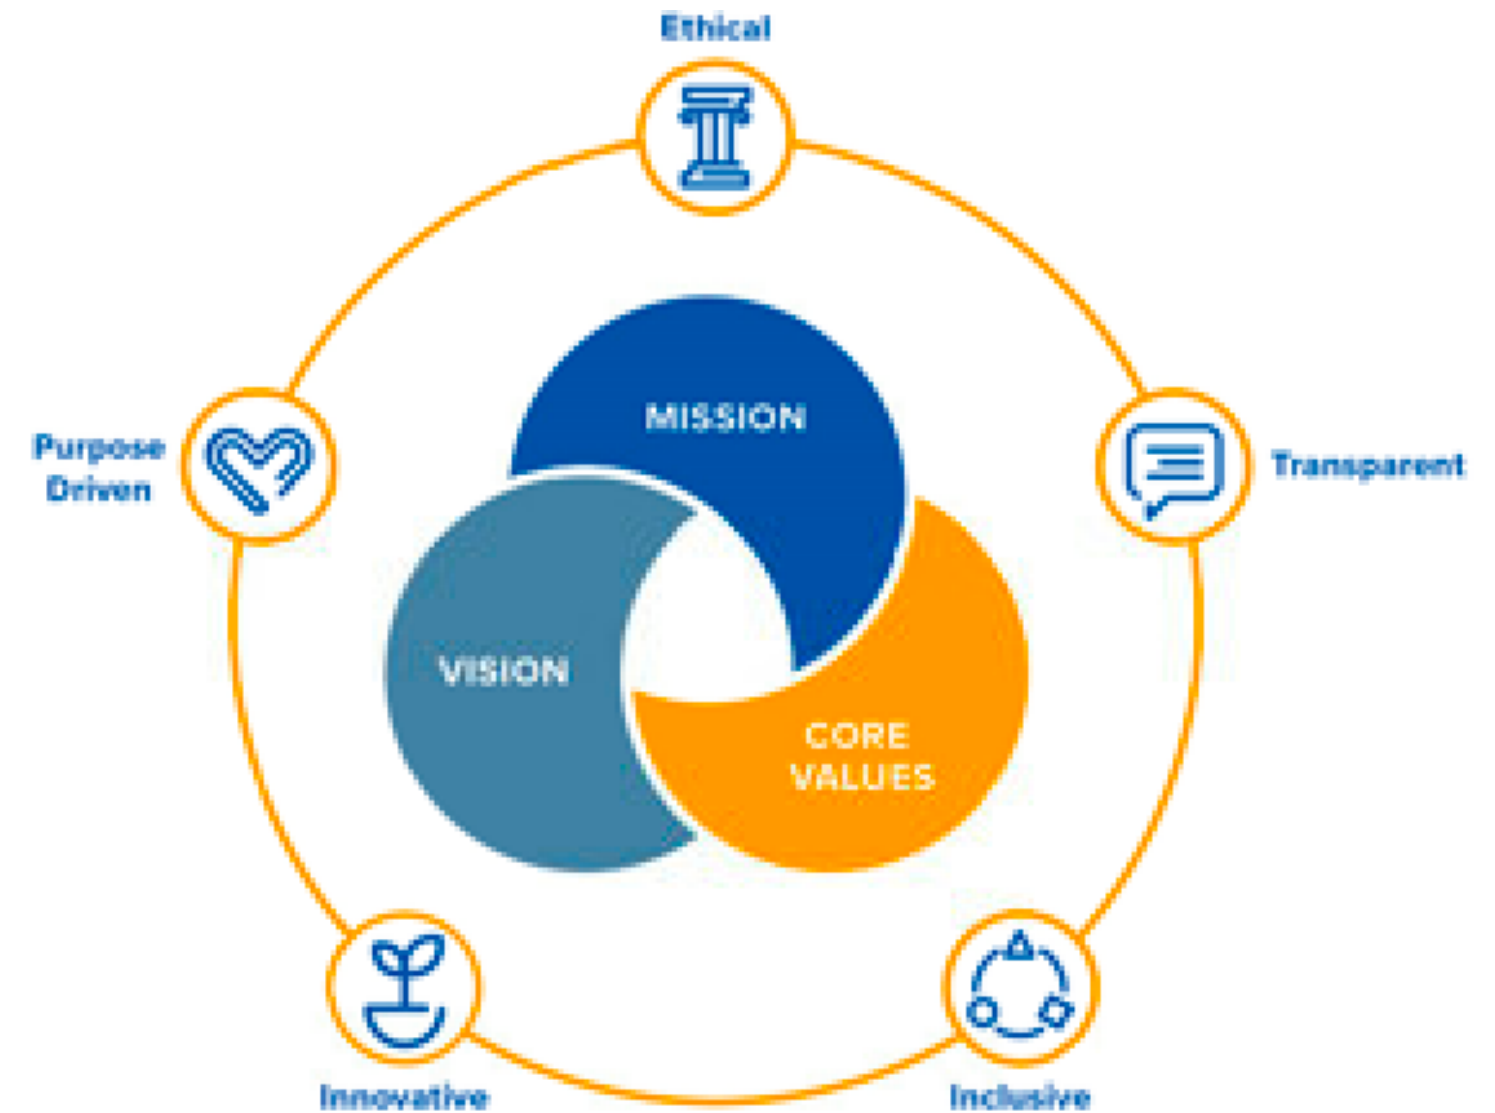 Ethical
MISSION
Purpose
Driven
Transparent
VISION
CORE
VALUES
Innovative
Inclusive